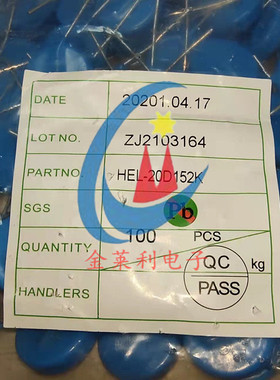 DATE 20201.04.17
LOT NO. ZJ2103164
PARTNO HEL-20D152K
SGS Pb
QUANTITY 100 PCS
金莱利电子
QC kg
PASS
HANDLERS